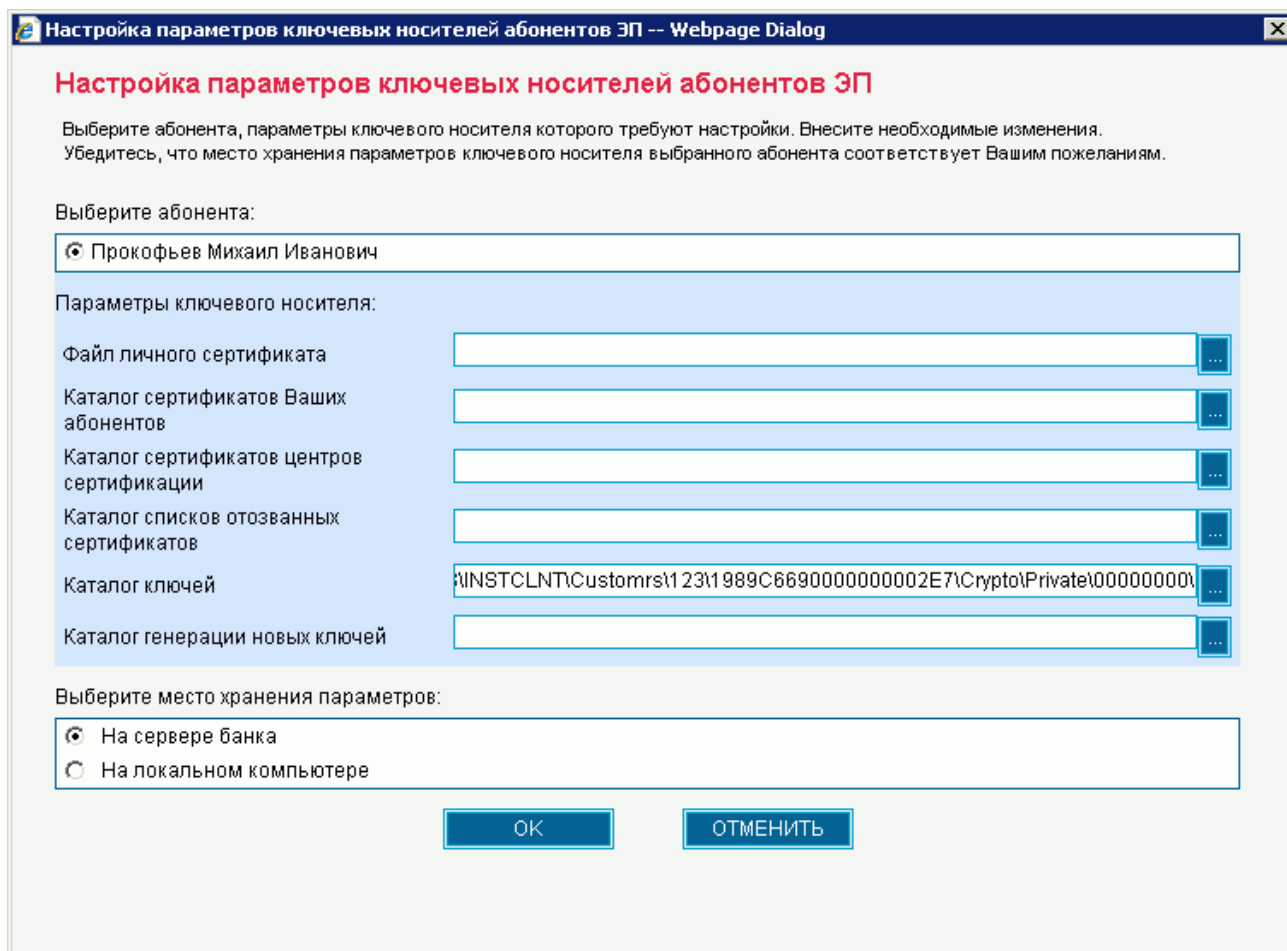 Настройка параметров ключевых носителей абонентов ЭП -- Webpage Dialog
Настройка параметров ключевых носителей абонентов ЭП
Выберите абонента, параметры ключевого носителя которого требуют настройки. Внесите необходимые изменения.
Убедитесь, что место хранения параметров ключевого носителя выбранного абонента соответствует Вашим пожеланиям.
Выберите абонента:
Прокофьев Михаил Иванович
Параметры ключевого носителя:
Файл личного сертификата
...
Каталог сертификатов Ваших
абонентов
...
Каталог сертификатов центров
сертификации
...
Каталог списков отозванных
сертификатов
...
Каталог ключей
\INSTCLNT\Customrs\123\1989C6690000000002E7\Crypto\Private\00000000\
...
Каталог генерации новых ключей
...
Выберите место хранения параметров:
На сервере банка
На локальном компьютере
OK
ОТМЕНИТЬ